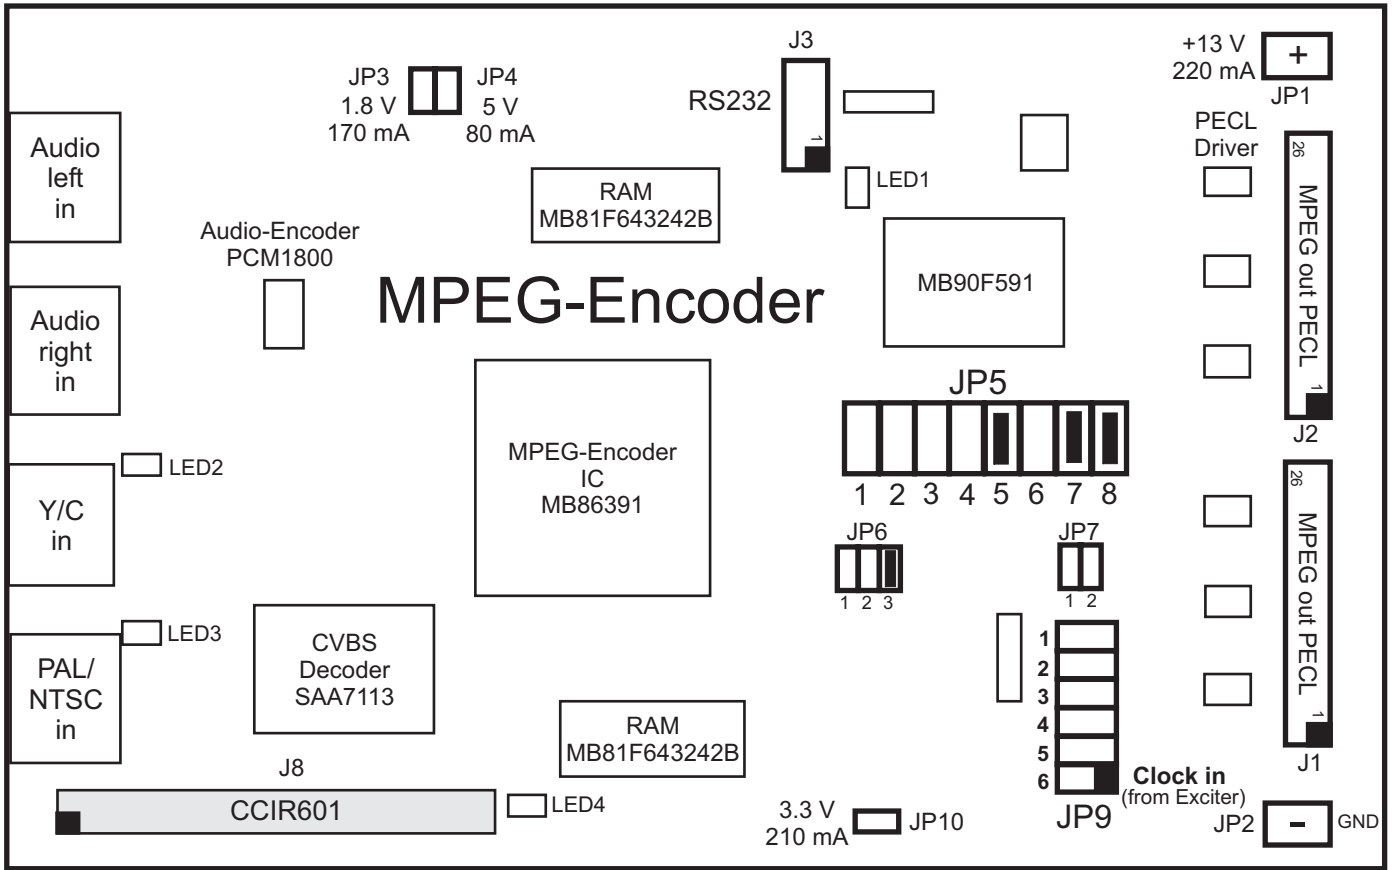 J3
+13 V
220 mA
+
JP1
JP3
1.8 V
170 mA
JP4
5 V
80 mA
RS232
1
PECL
Driver
26
MPEG out PECL
1
J2
Audio
left
in
RAM
MB81F643242B
LED1
Audio-Encoder
PCM1800
MPEG-Encoder
MB90F591
Audio
right
in
JP5
1 2 3 4 5 6 7 8
MPEG-Encoder
IC
MB86391
LED2
Y/C
in
JP6
1 2 3
JP7
1 2
26
MPEG out PECL
1
J1
LED3
PAL/
NTSC
in
CVBS
Decoder
SAA7113
1
2
3
4
5
6
JP9
Clock in
(from Exciter)
RAM
MB81F643242B
J8
CCIR601
LED4
3.3 V
210 mA
JP10
JP2
-
GND